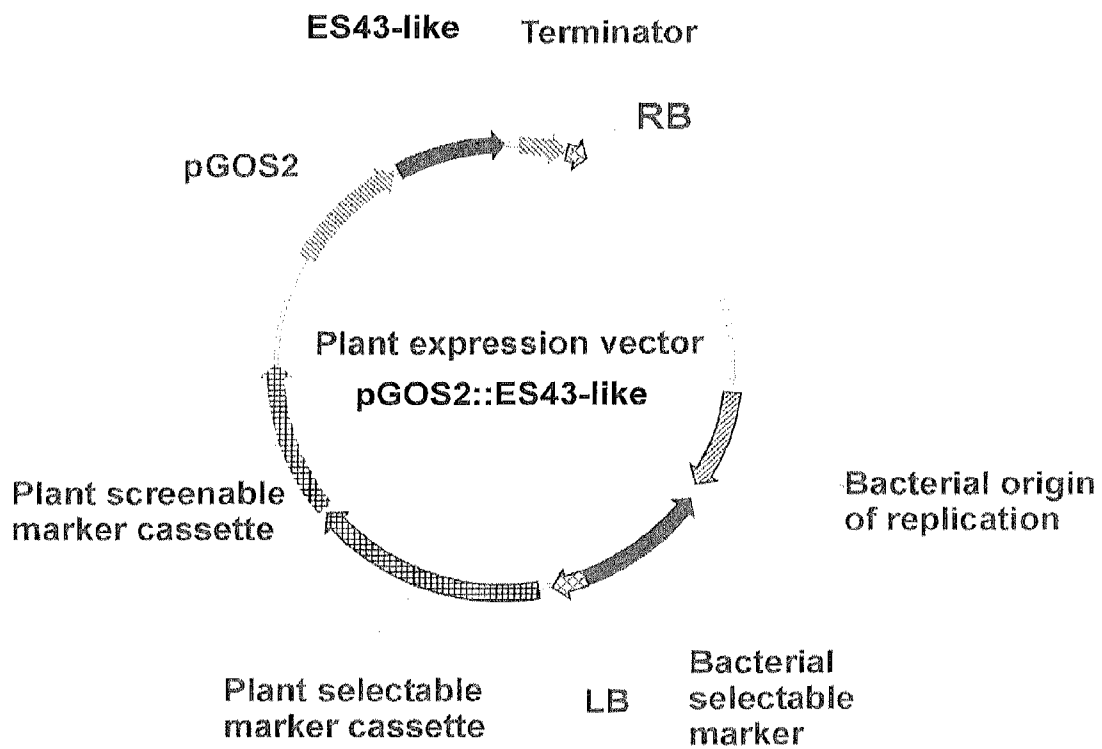 ES43-like
Terminator
RB
pGOS2
Plant expression vector
pGOS2::ES43-like
Plant screenable
marker cassette
Bacterial origin
of replication
Plant selectable
marker cassette
LB
Bacterial
selectable
marker